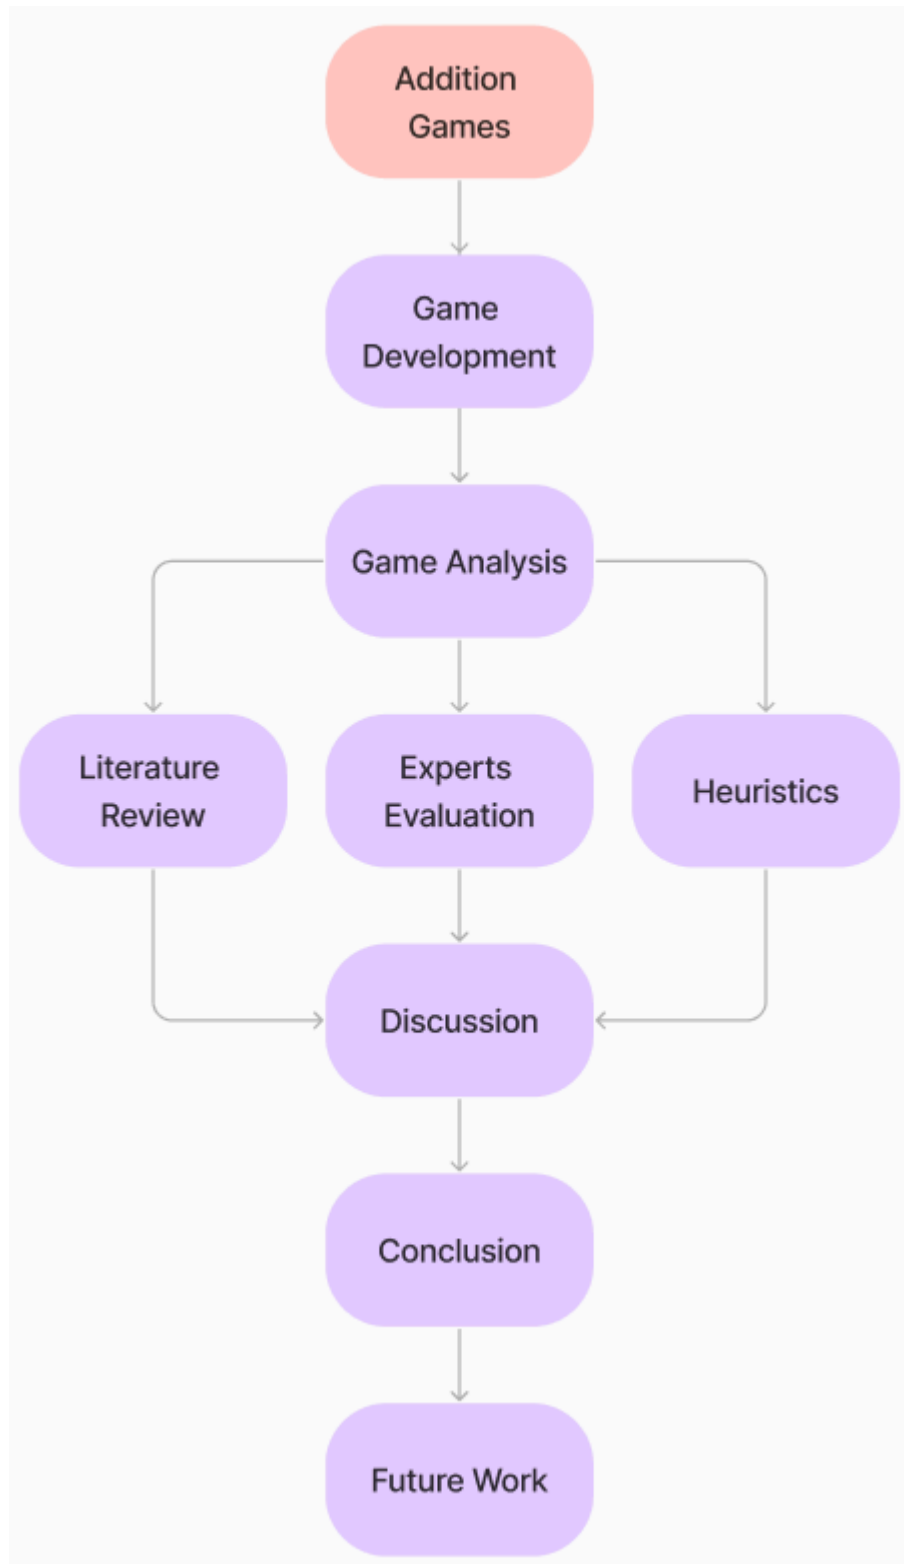 Addition
Games
Game
Development
Game Analysis
Literature
Review
Experts
Evaluation
Heuristics
Discussion
Conclusion
Future Work